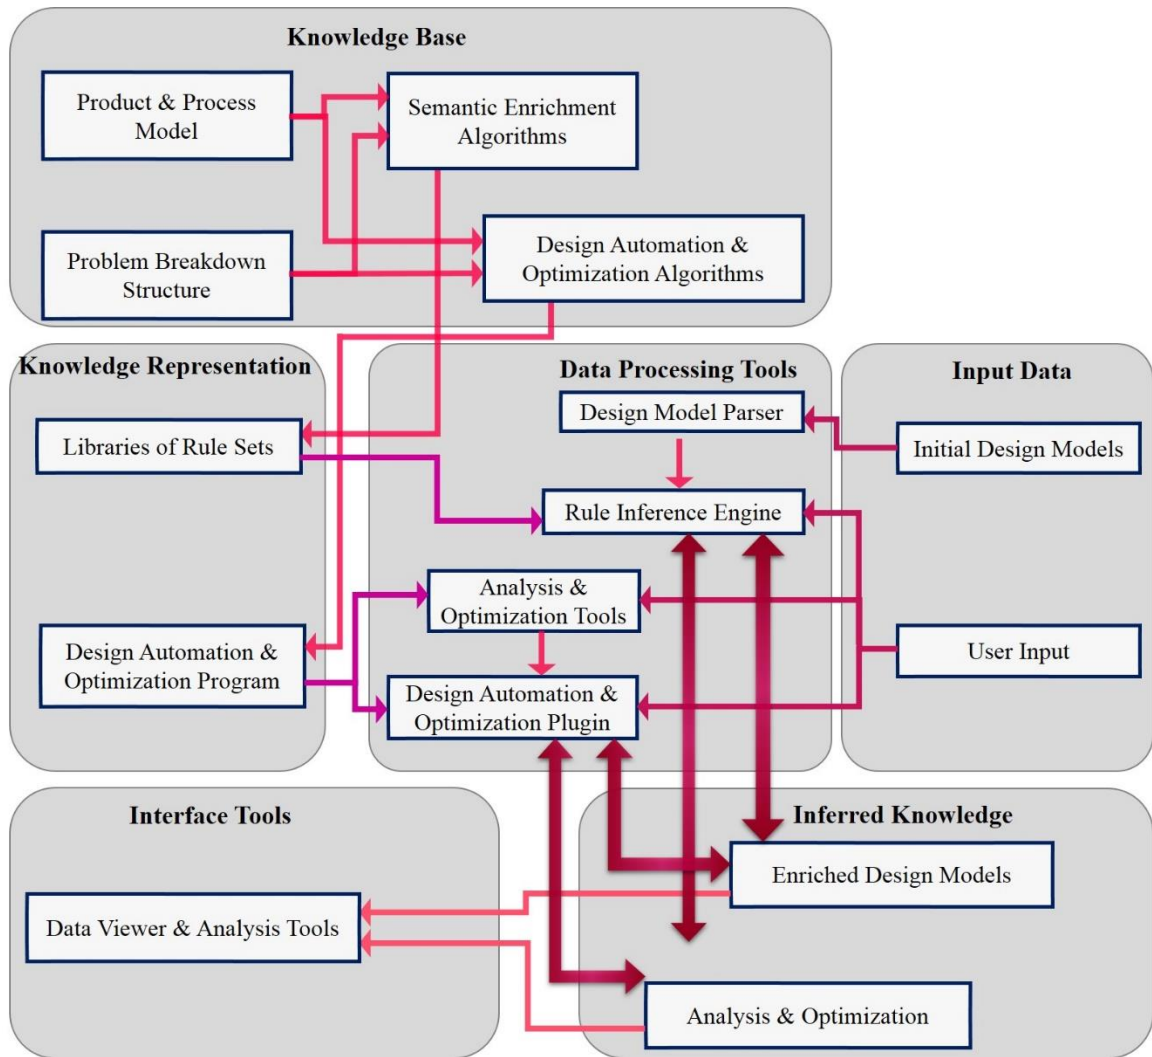 Knowledge Base
Product & Process
Model
Semantic Enrichment
Algorithms
Problem Breakdown
Structure
Design Automation &
Optimization Algorithms
Knowledge Representation
Libraries of Rule Sets
Design Automation &
Optimization Program
Data Processing Tools
Design Model Parser
Rule Inference Engine
Analysis &
Optimization Tools
Design Automation &
Optimization Plugin
Input Data
Initial Design Models
User Input
Interface Tools
Data Viewer & Analysis Tools
Inferred Knowledge
Enriched Design Models
Analysis & Optimization